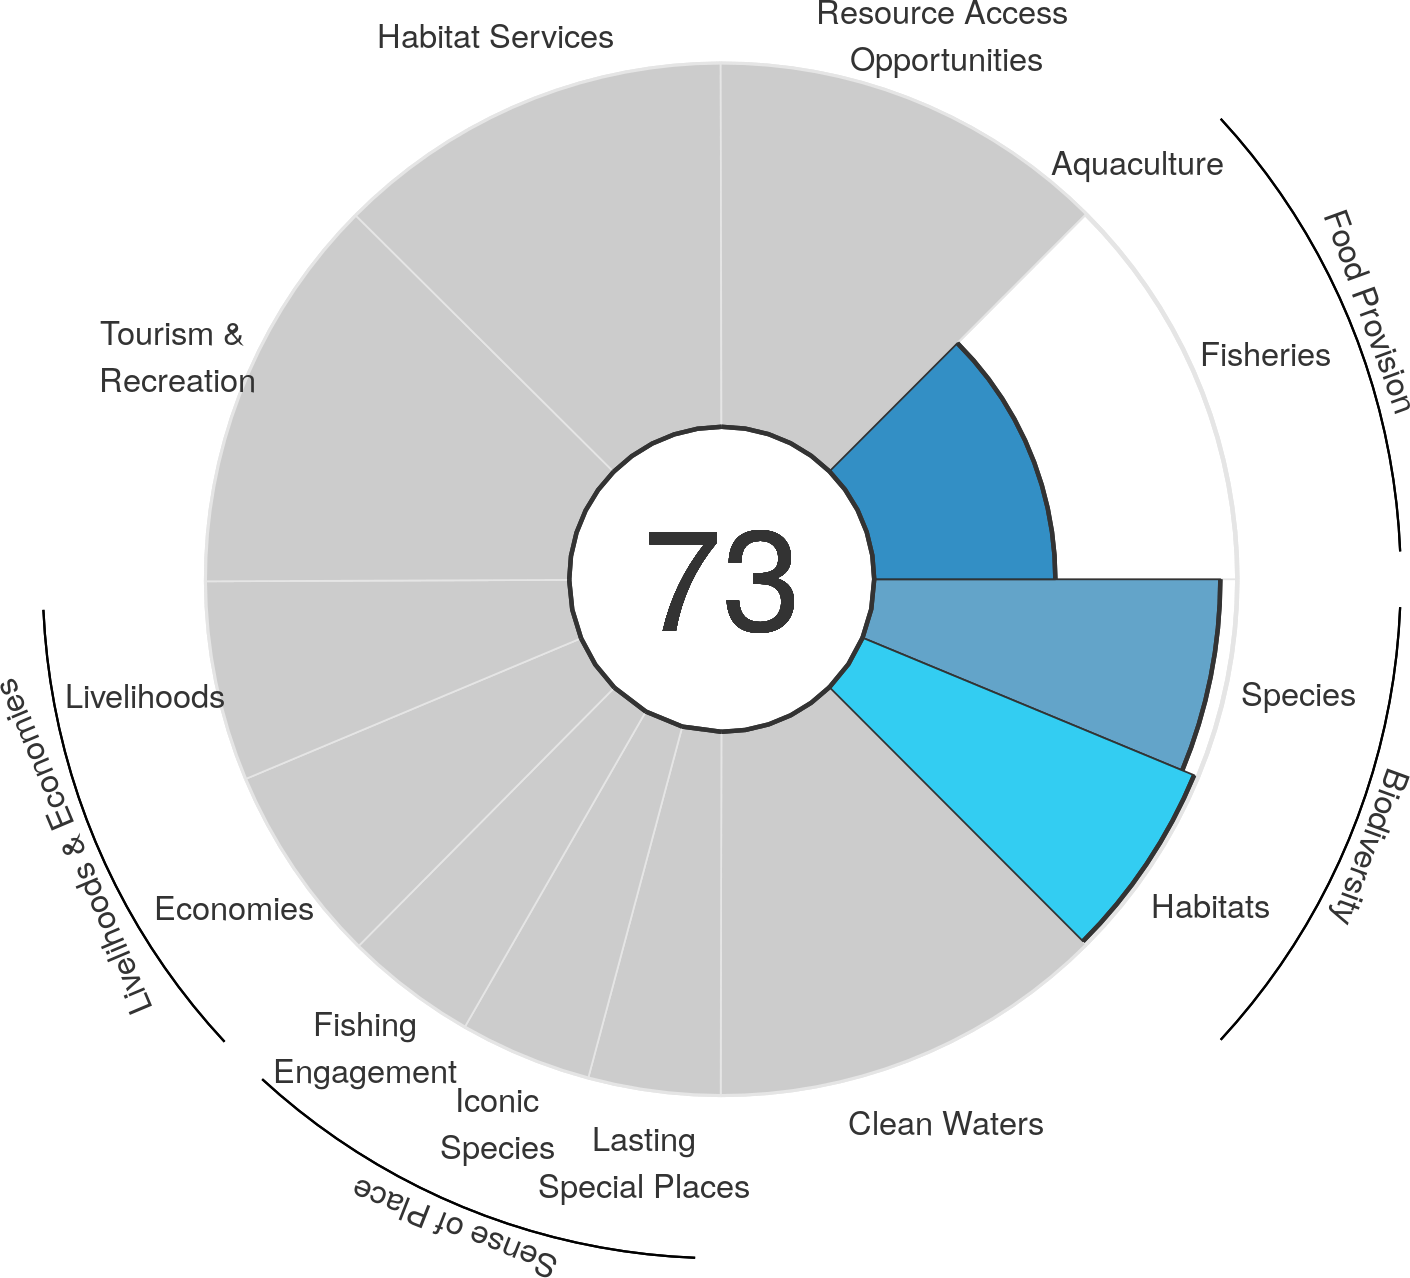 Resource Access
Opportunities
Habitat Services
Aquaculture
Food Provision
Fisheries
Tourism &
Recreation
73
Species
Livelihoods
Livelihoods & Economies
Biodiversity
Habitats
Economies
Fishing
Engagement
Iconic
Species
Lasting
Special Places
Clean Waters
Sense of Place